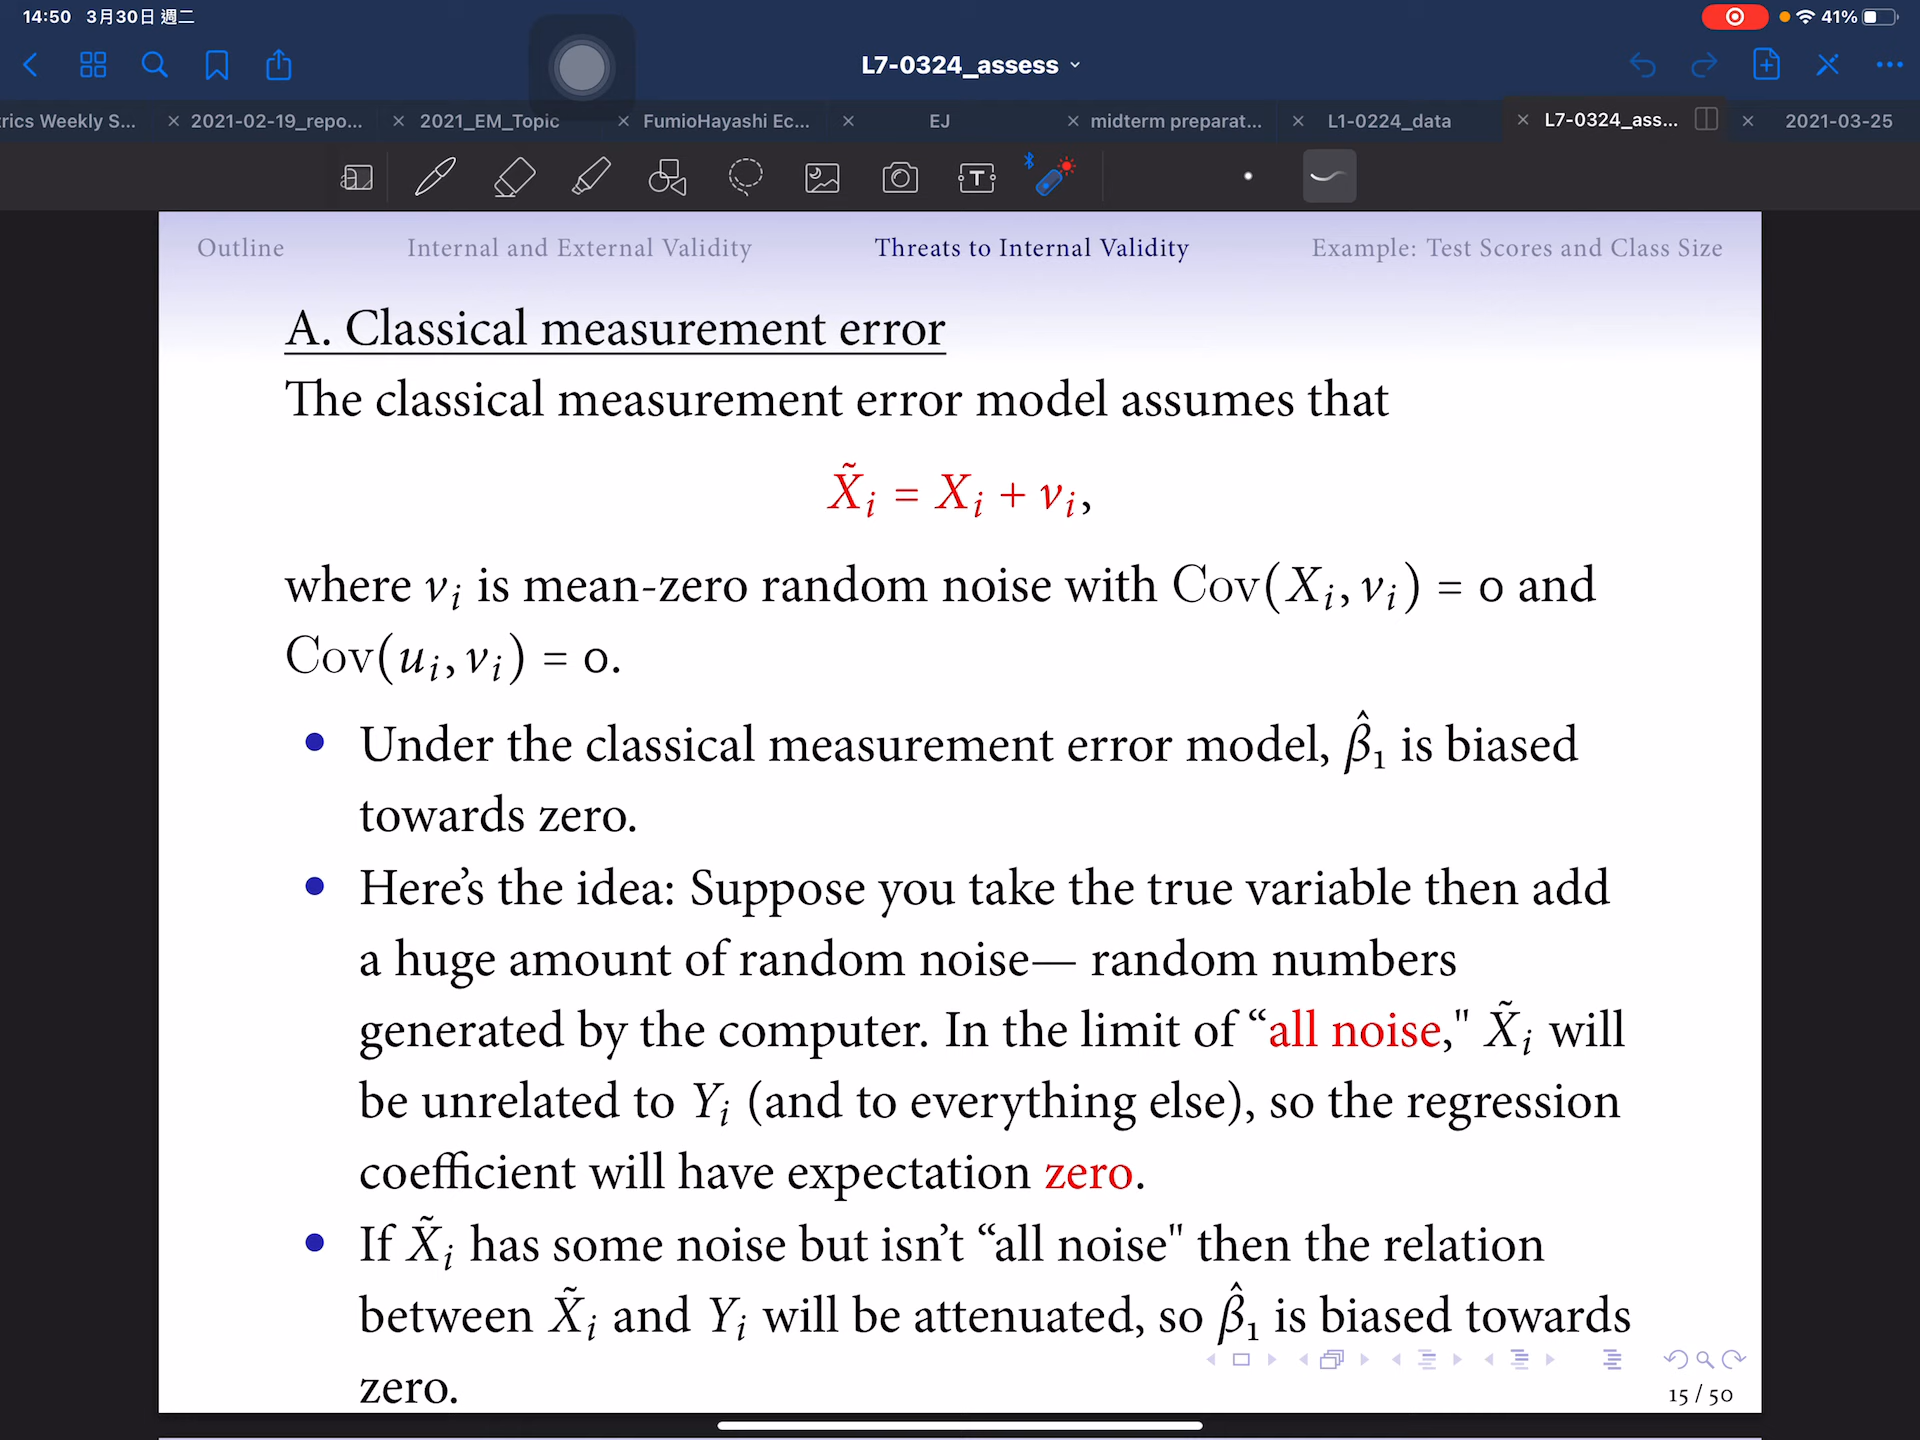 14:50 3月30日 週二
41%
L7-0324_assess
rics Weekly S...
2021-02-19_repo...
2021_EM_Topic
FumioHayashi Ec...
EJ
midterm preparat...
L1-0224_data
L7-0324_ass...
2021-03-25
Outline
Internal and External Validity
Threats to Internal Validity
Example: Test Scores and Class Size
A. Classical measurement error
The classical measurement error model assumes that
X̃ᵢ = Xᵢ + vᵢ,
where vᵢ is mean-zero random noise with Cov(Xᵢ, vᵢ) = 0 and
Cov(uᵢ, vᵢ) = 0.
• Under the classical measurement error model, β̂₁ is biased
towards zero.
• Here’s the idea: Suppose you take the true variable then add
a huge amount of random noise— random numbers
generated by the computer. In the limit of “all noise," X̃ᵢ will
be unrelated to Yᵢ (and to everything else), so the regression
coefficient will have expectation zero.
• If X̃ᵢ has some noise but isn’t “all noise" then the relation
between X̃ᵢ and Yᵢ will be attenuated, so β̂₁ is biased towards
zero.
15 / 50